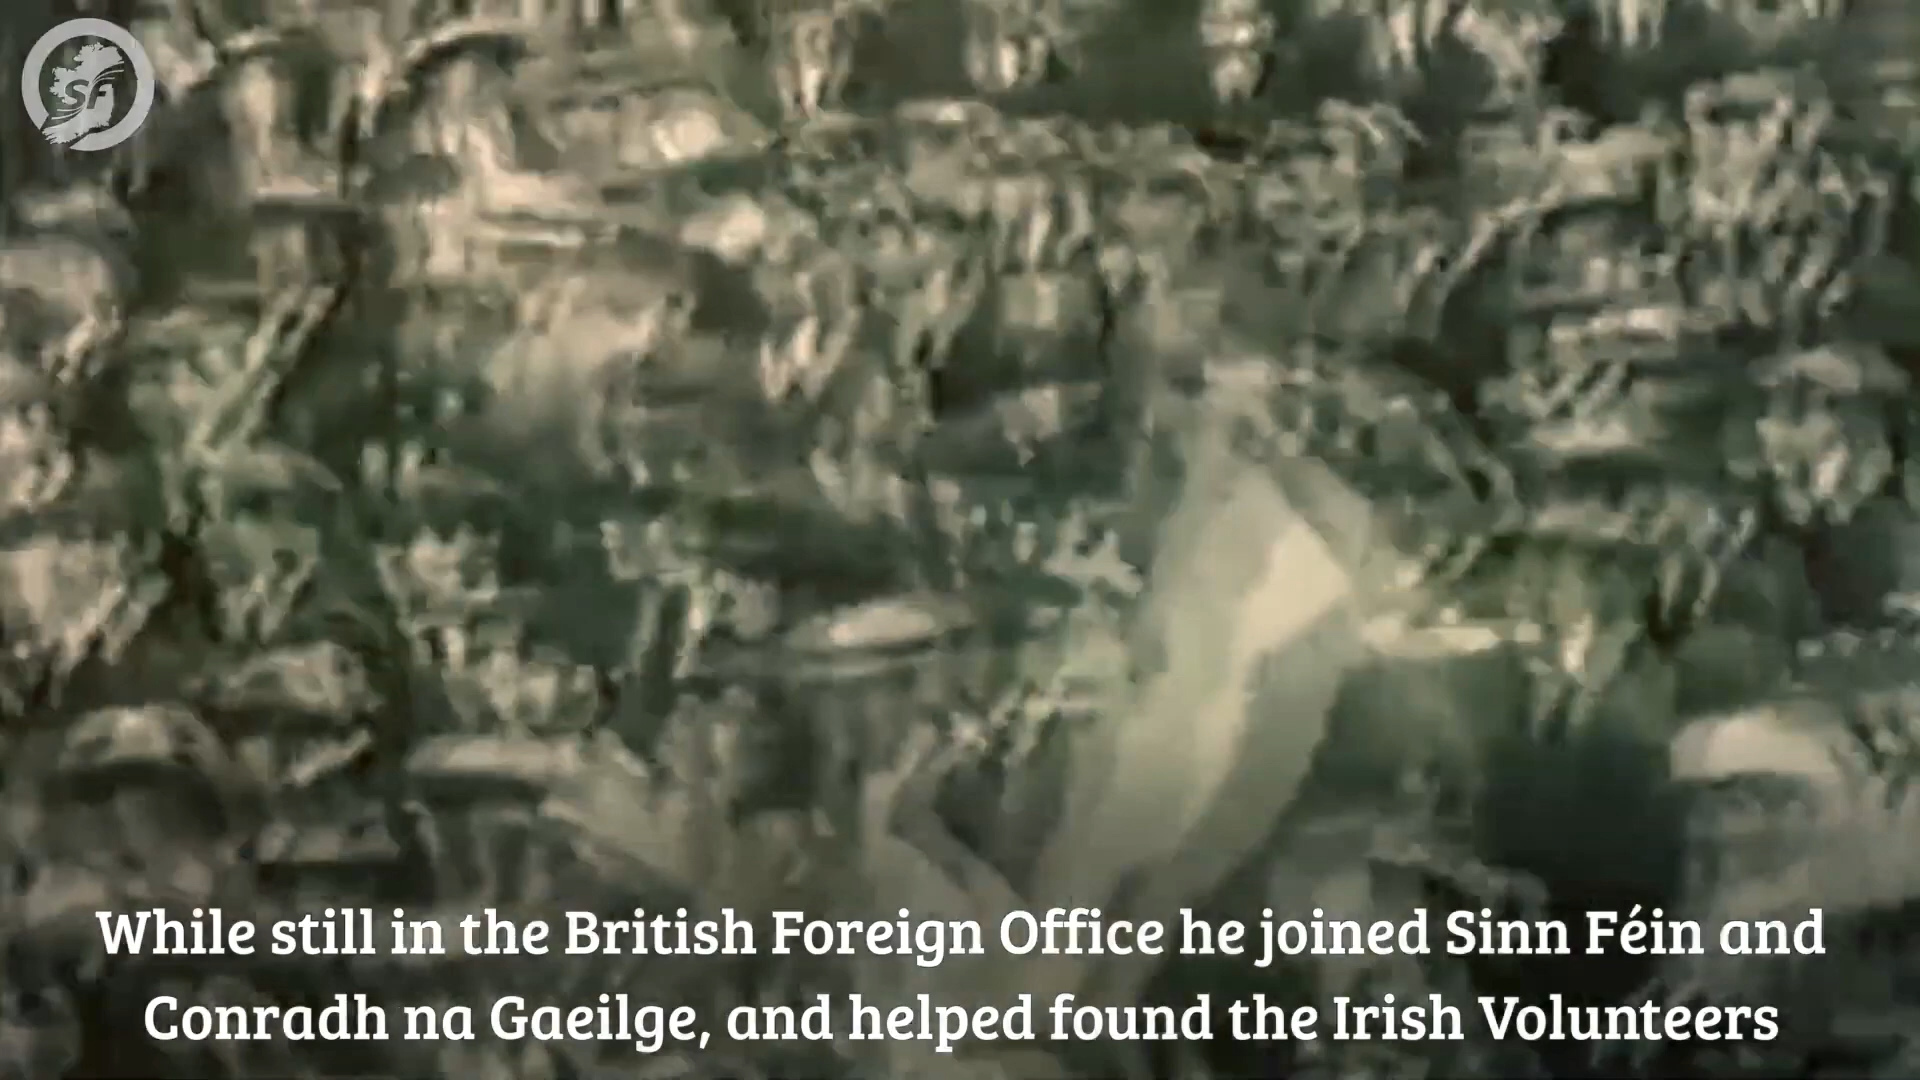 SF
While still in the British Foreign Office he joined Sinn Féin and
Conradh na Gaeilge, and helped found the Irish Volunteers